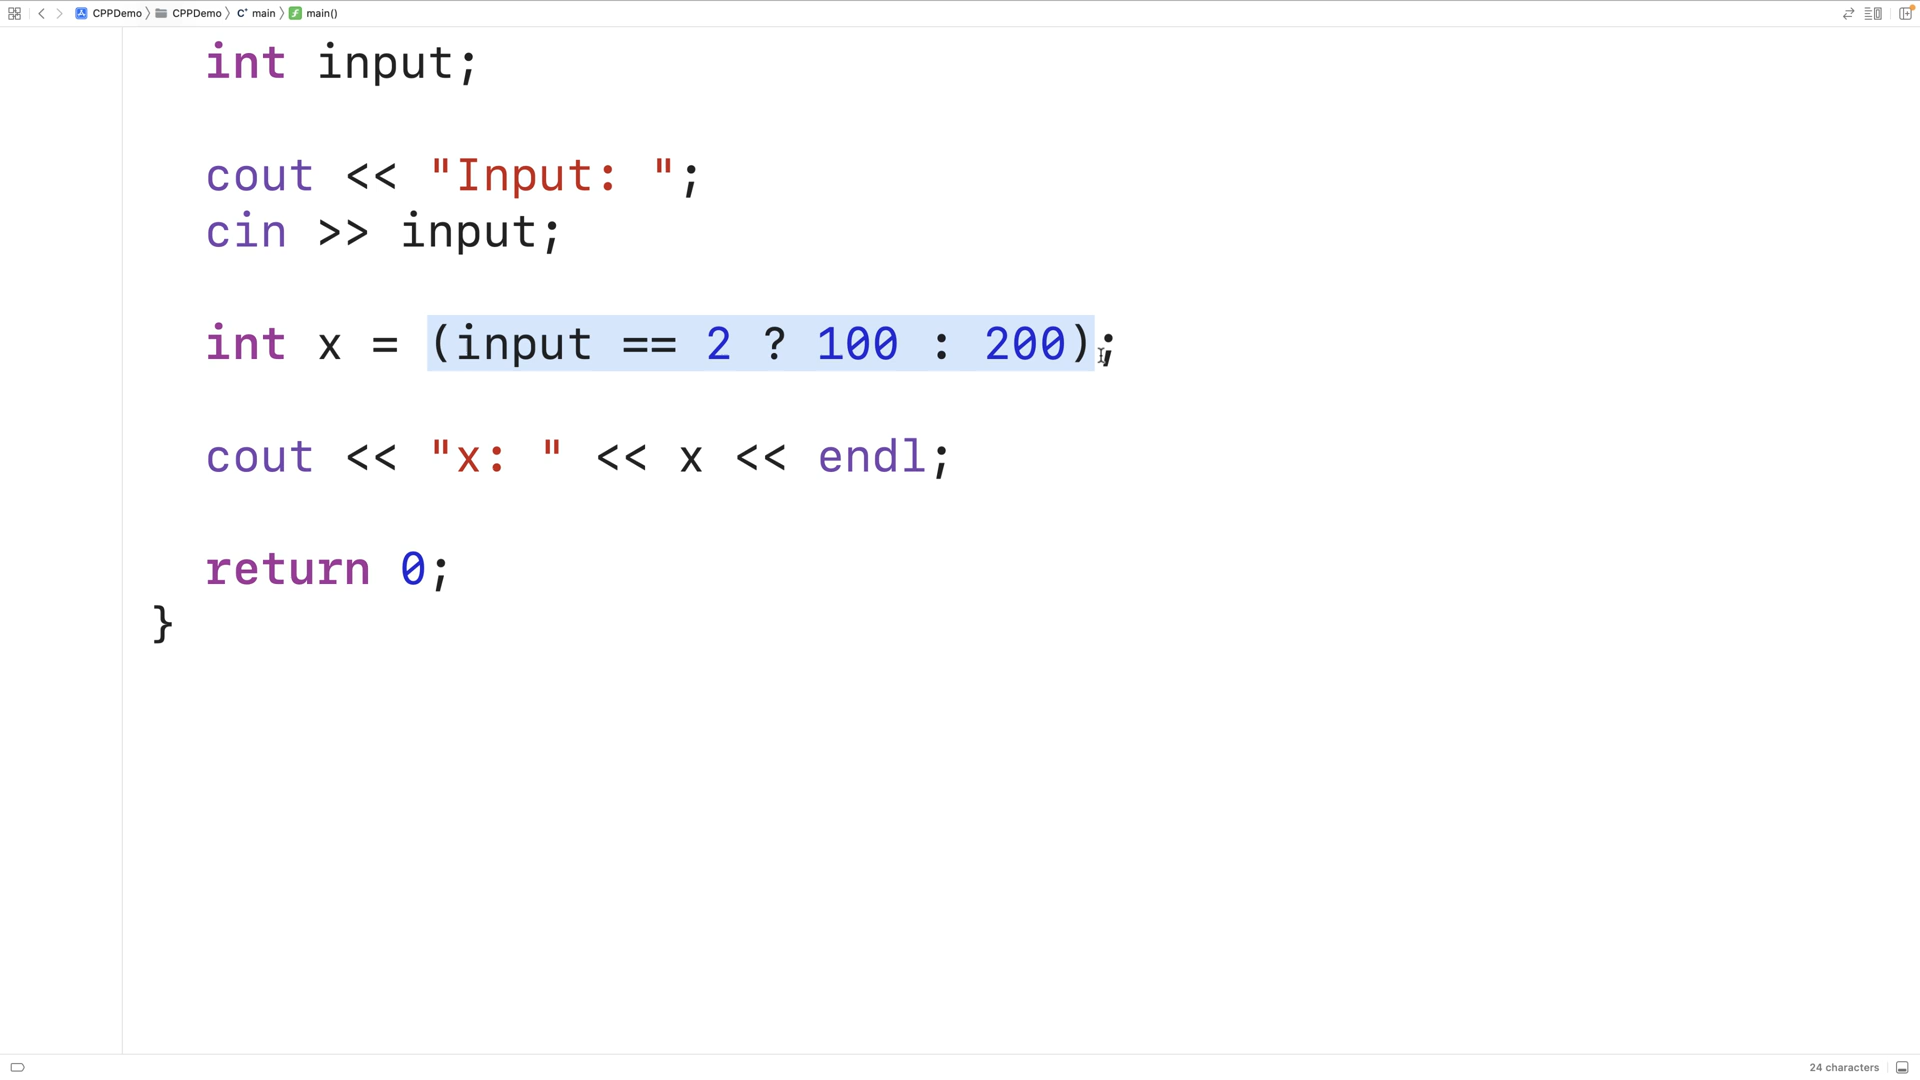 CPPDemo CPPDemo main main()
int input;
cout << "Input: ";
cin >> input;
int x = (input == 2 ? 100 : 200);
cout << "x: " << x << endl;
return 0;
}
24 characters